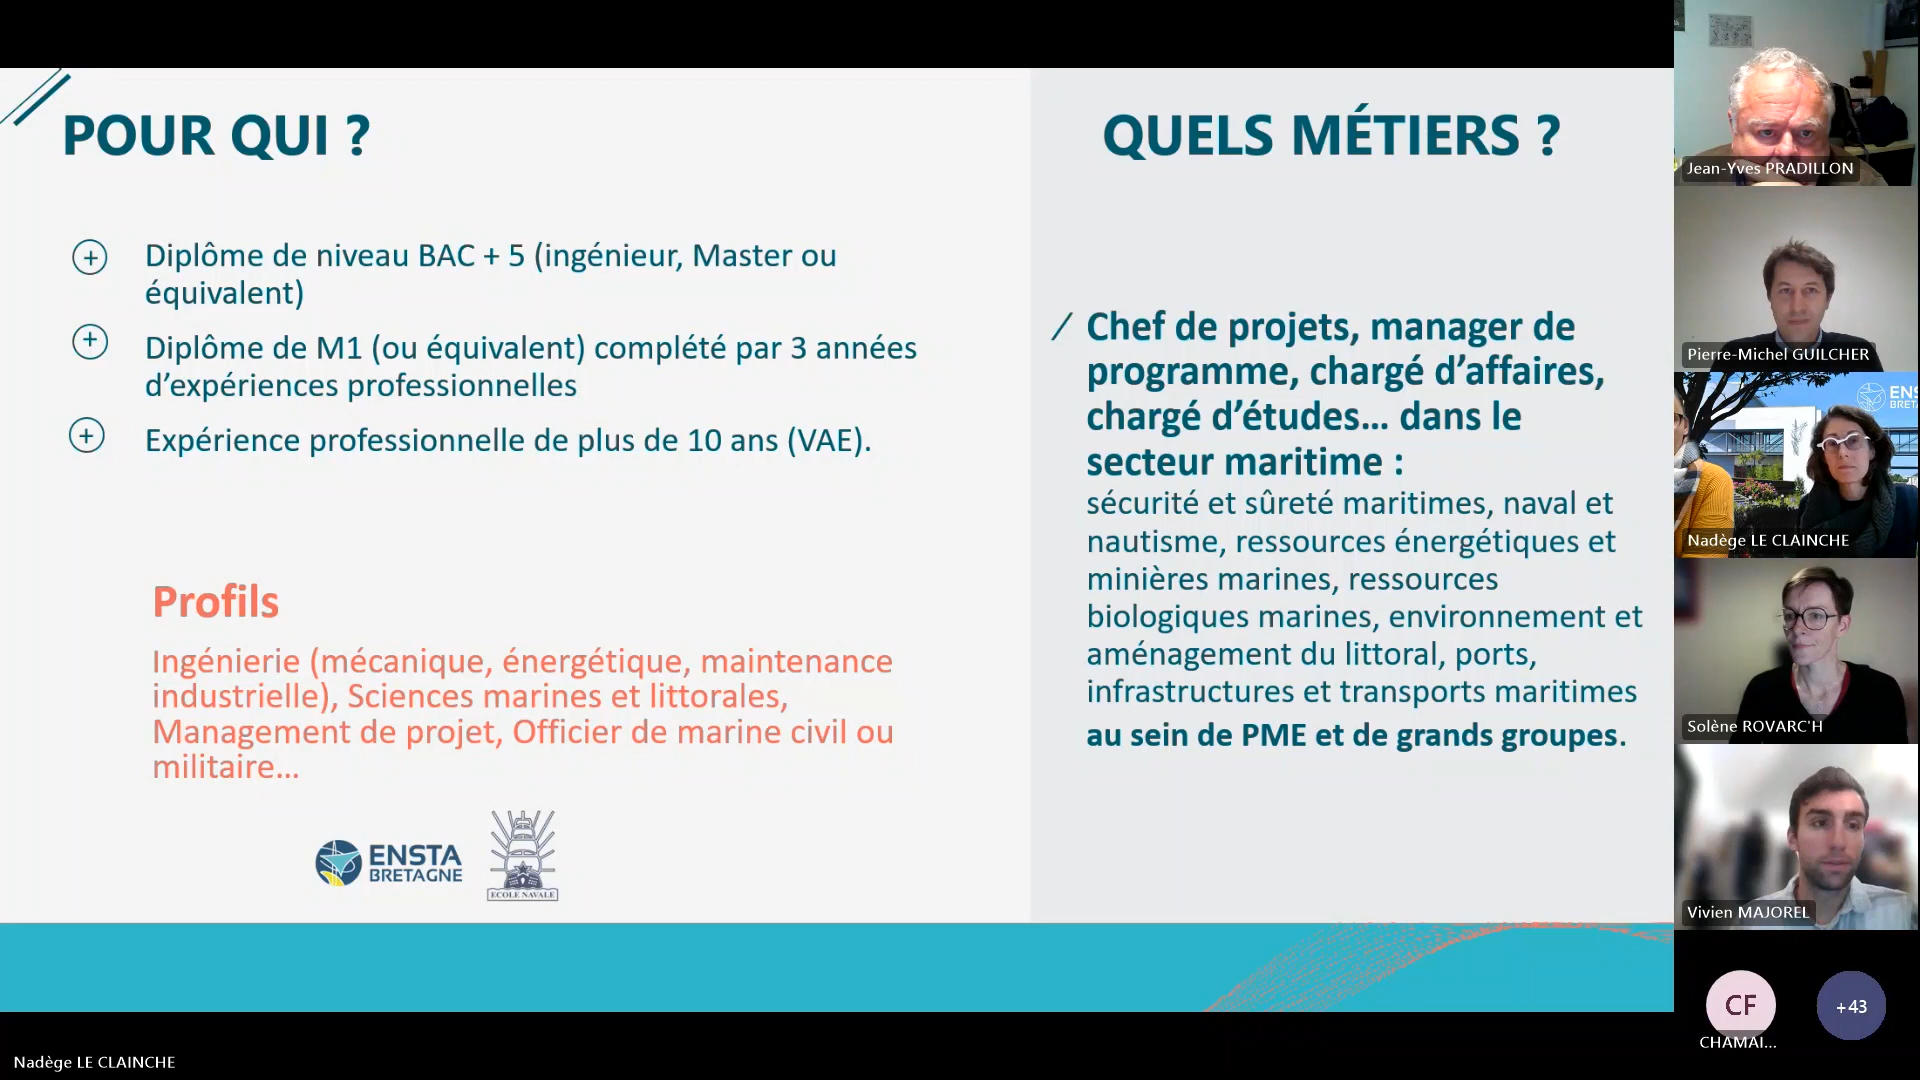 POUR QUI ?
Diplôme de niveau BAC + 5 (ingénieur, Master ou
équivalent)
Diplôme de M1 (ou équivalent) complété par 3 années
d’expériences professionnelles
Expérience professionnelle de plus de 10 ans (VAE).
Profils
Ingénierie (mécanique, énergétique, maintenance
industrielle), Sciences marines et littorales,
Management de projet, Officier de marine civil ou
militaire…
ENSTA
BRETAGNE
ECOLE NAVALE
QUELS MÉTIERS ?
Chef de projets, manager de
programme, chargé d’affaires,
chargé d’études… dans le
secteur maritime :
sécurité et sûreté maritimes, naval et
nautisme, ressources énergétiques et
minières marines, ressources
biologiques marines, environnement et
aménagement du littoral, ports,
infrastructures et transports maritimes
au sein de PME et de grands groupes.
Jean-Yves PRADILLON
Pierre-Michel GUILCHER
ENS
BRETA
Nadège LE CLAINCHE
Solène ROVARC'H
Vivien MAJOREL
CF
CHAMAI...
+43
Nadège LE CLAINCHE